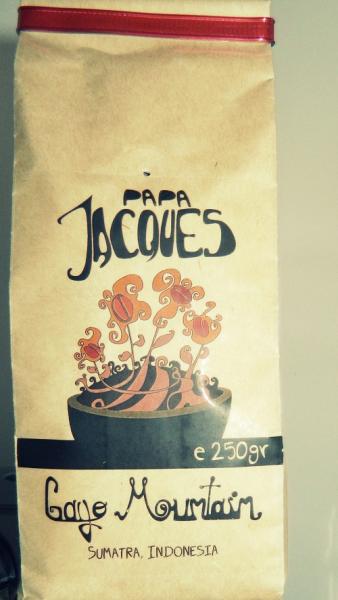 PAPA
JACQUES
e 250gr
Gayo Mountain
SUMATRA, INDONESIA